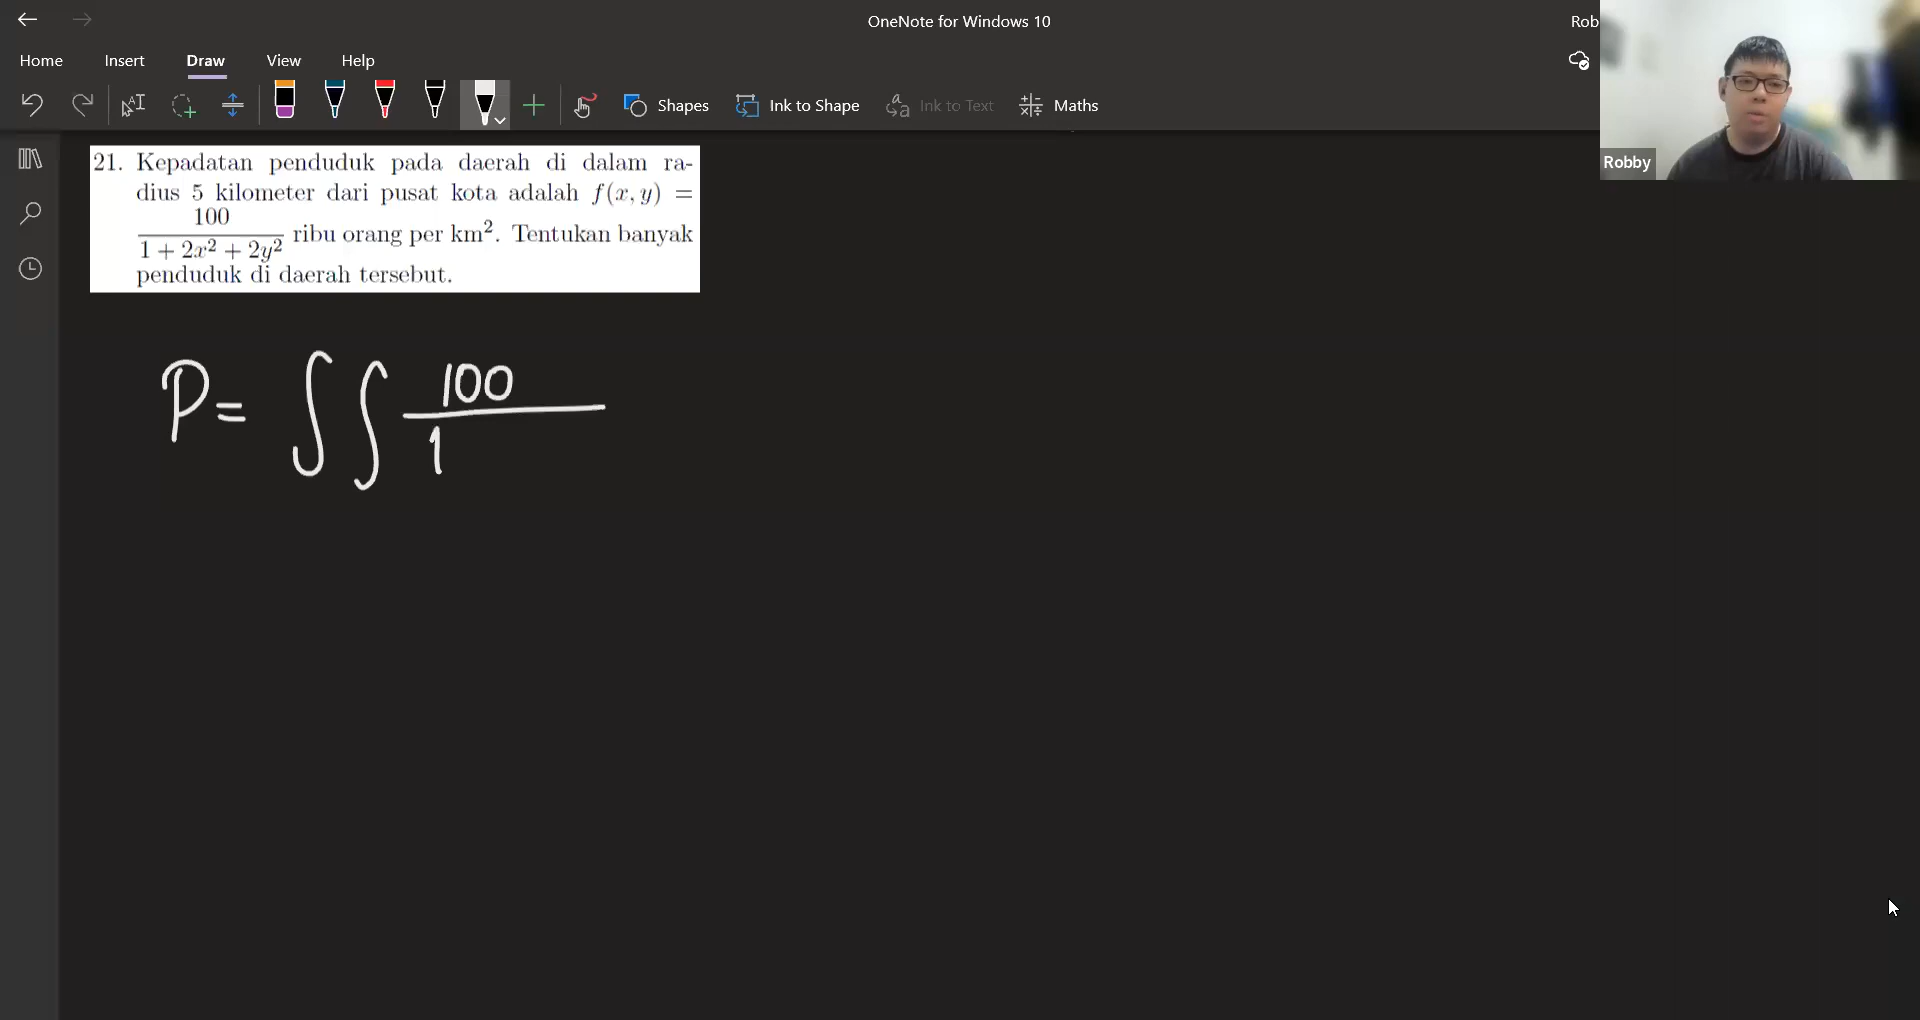 OneNote for Windows 10
Rob
Home Insert Draw View Help
Shapes Ink to Shape Ink to Text Maths
Robby
21. Kepadatan penduduk pada daerah di dalam ra-
dius 5 kilometer dari pusat kota adalah f(x, y) =
100
1 + 2x² + 2y² ribu orang per km². Tentukan banyak
penduduk di daerah tersebut.
P = ∫ ∫ 100
1